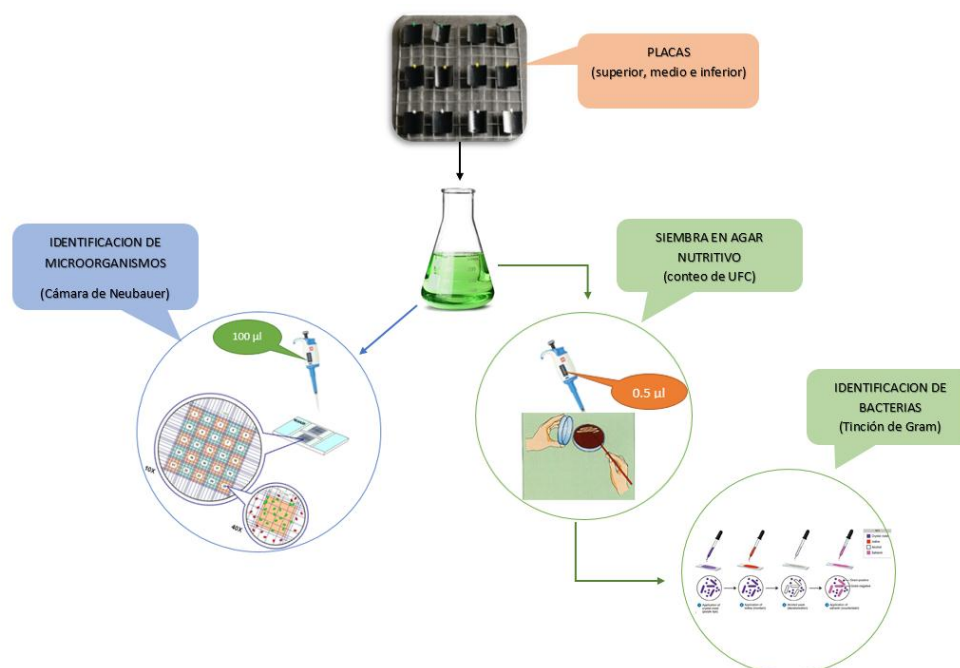 PLACAS
(superior, medio e inferior)
IDENTIFICACION DE
MICROORGANISMOS
(Cámara de Neubauer)
SIEMBRA EN AGAR
NUTRITIVO
(conteo de UFC)
100 µl
0.5 µl
IDENTIFICACION DE
BACTERIAS
(Tinción de Gram)
10X
40X